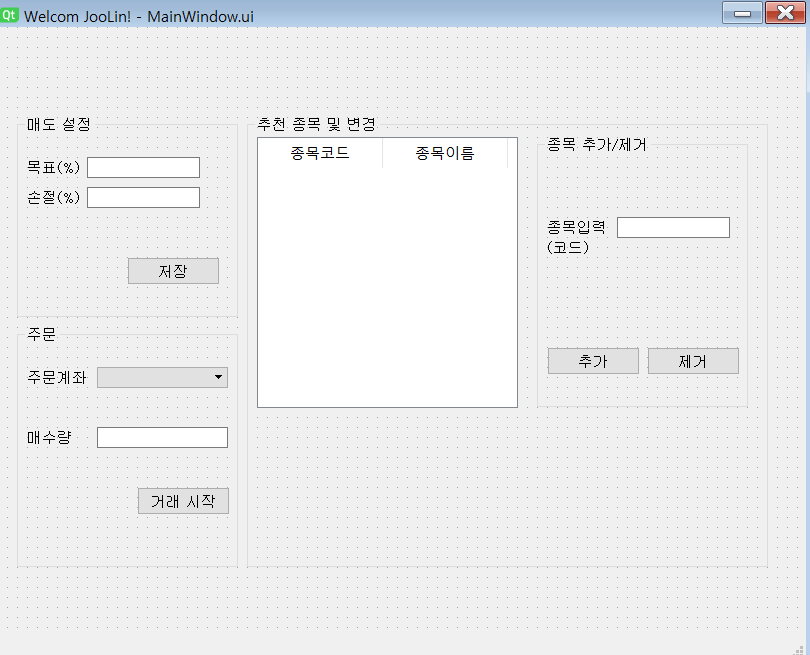 Qt Welcom JooLin! - MainWindow.ui
매도 설정
목표(%)
손절(%)
저장
주문
주문계좌
매수량
거래 시작
추천 종목 및 변경
종목코드 종목이름
종목 추가/제거
종목입력
(코드)
추가 제거